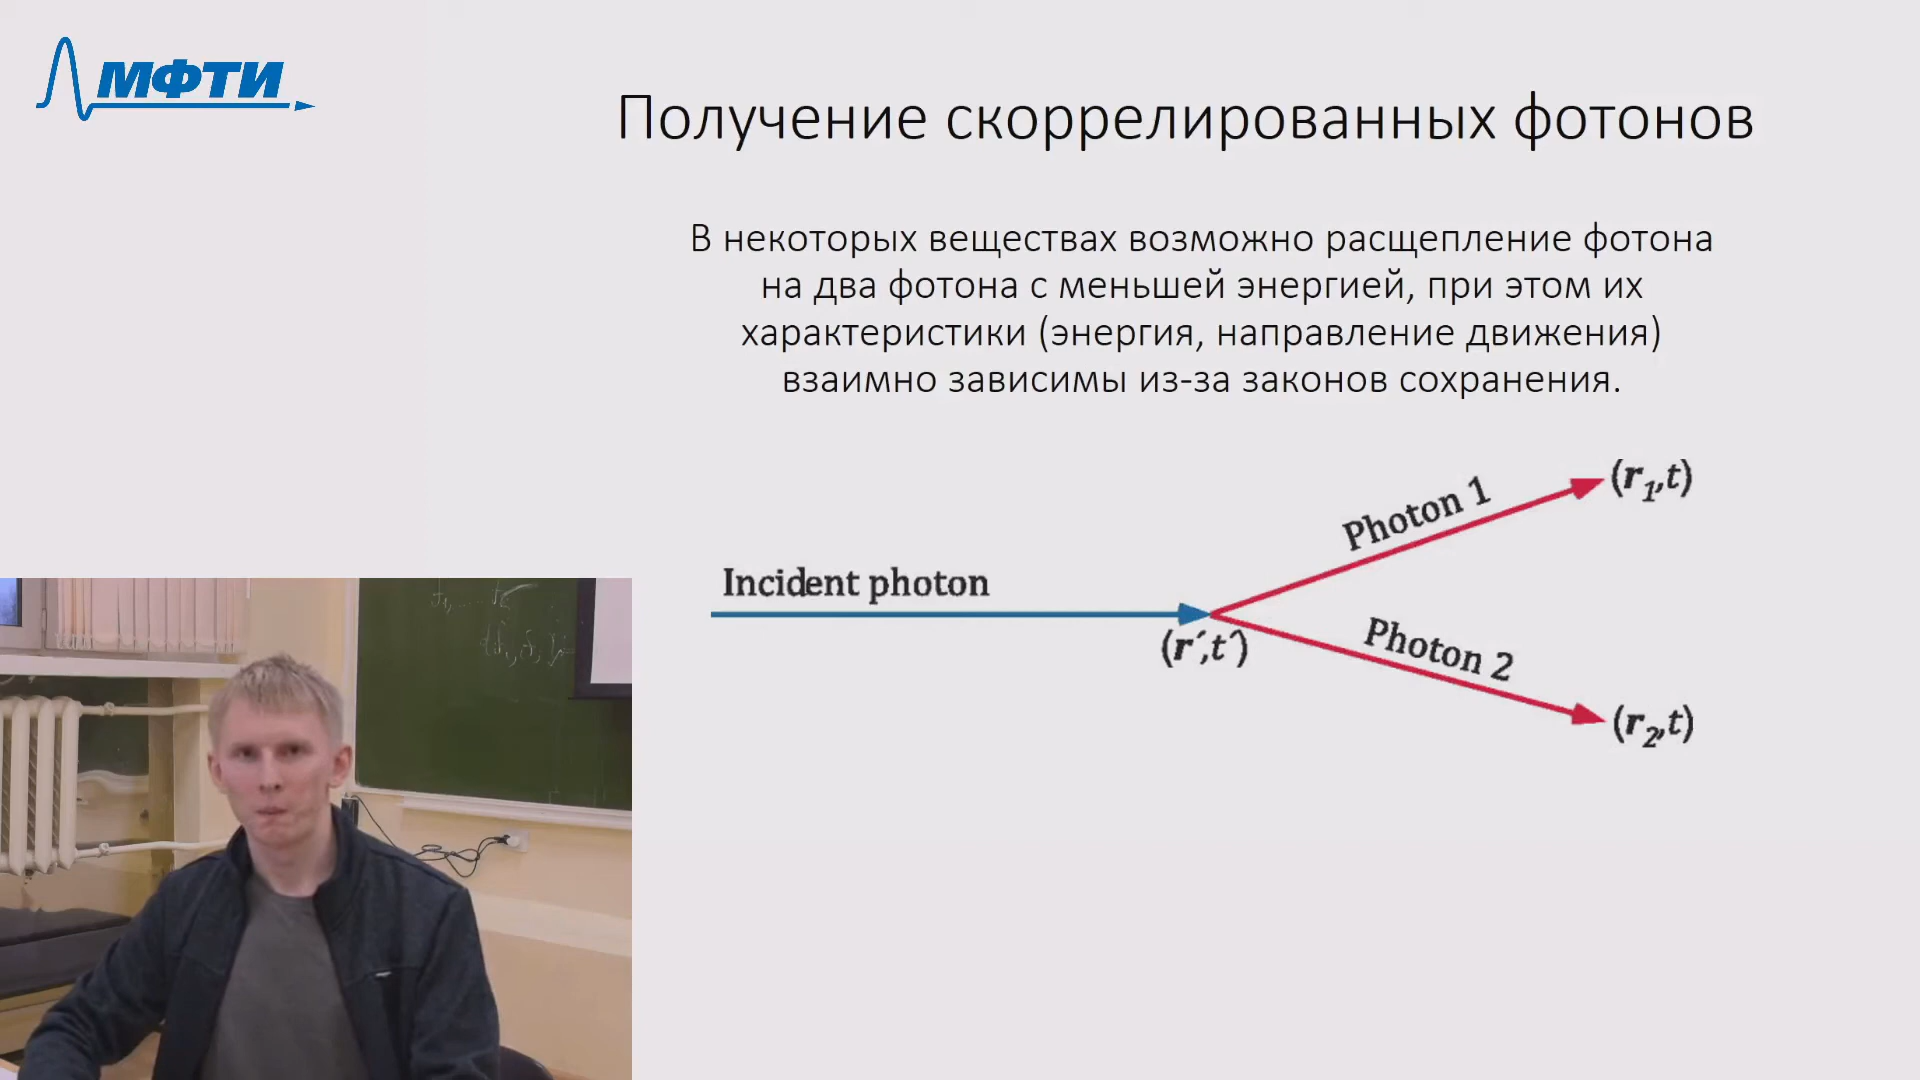 МФТИ
Получение скоррелированных фотонов
В некоторых веществах возможно расщепление фотона
на два фотона с меньшей энергией, при этом их
характеристики (энергия, направление движения)
взаимно зависимы из-за законов сохранения.
Incident photon
(r′,t′)
Photon 1
(r₁,t)
Photon 2
(r₂,t)